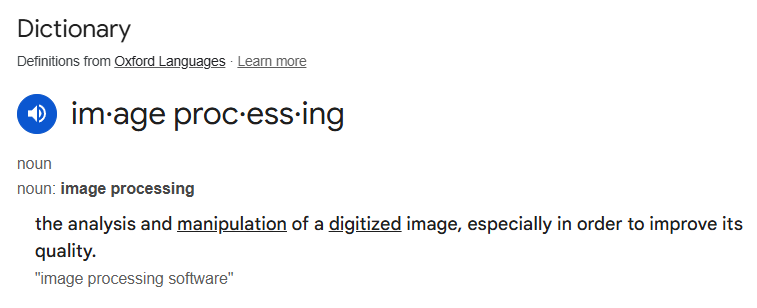 Dictionary
Definitions from Oxford Languages · Learn more
im·age proc·ess·ing
noun
noun: image processing
the analysis and manipulation of a digitized image, especially in order to improve its
quality.
"image processing software"